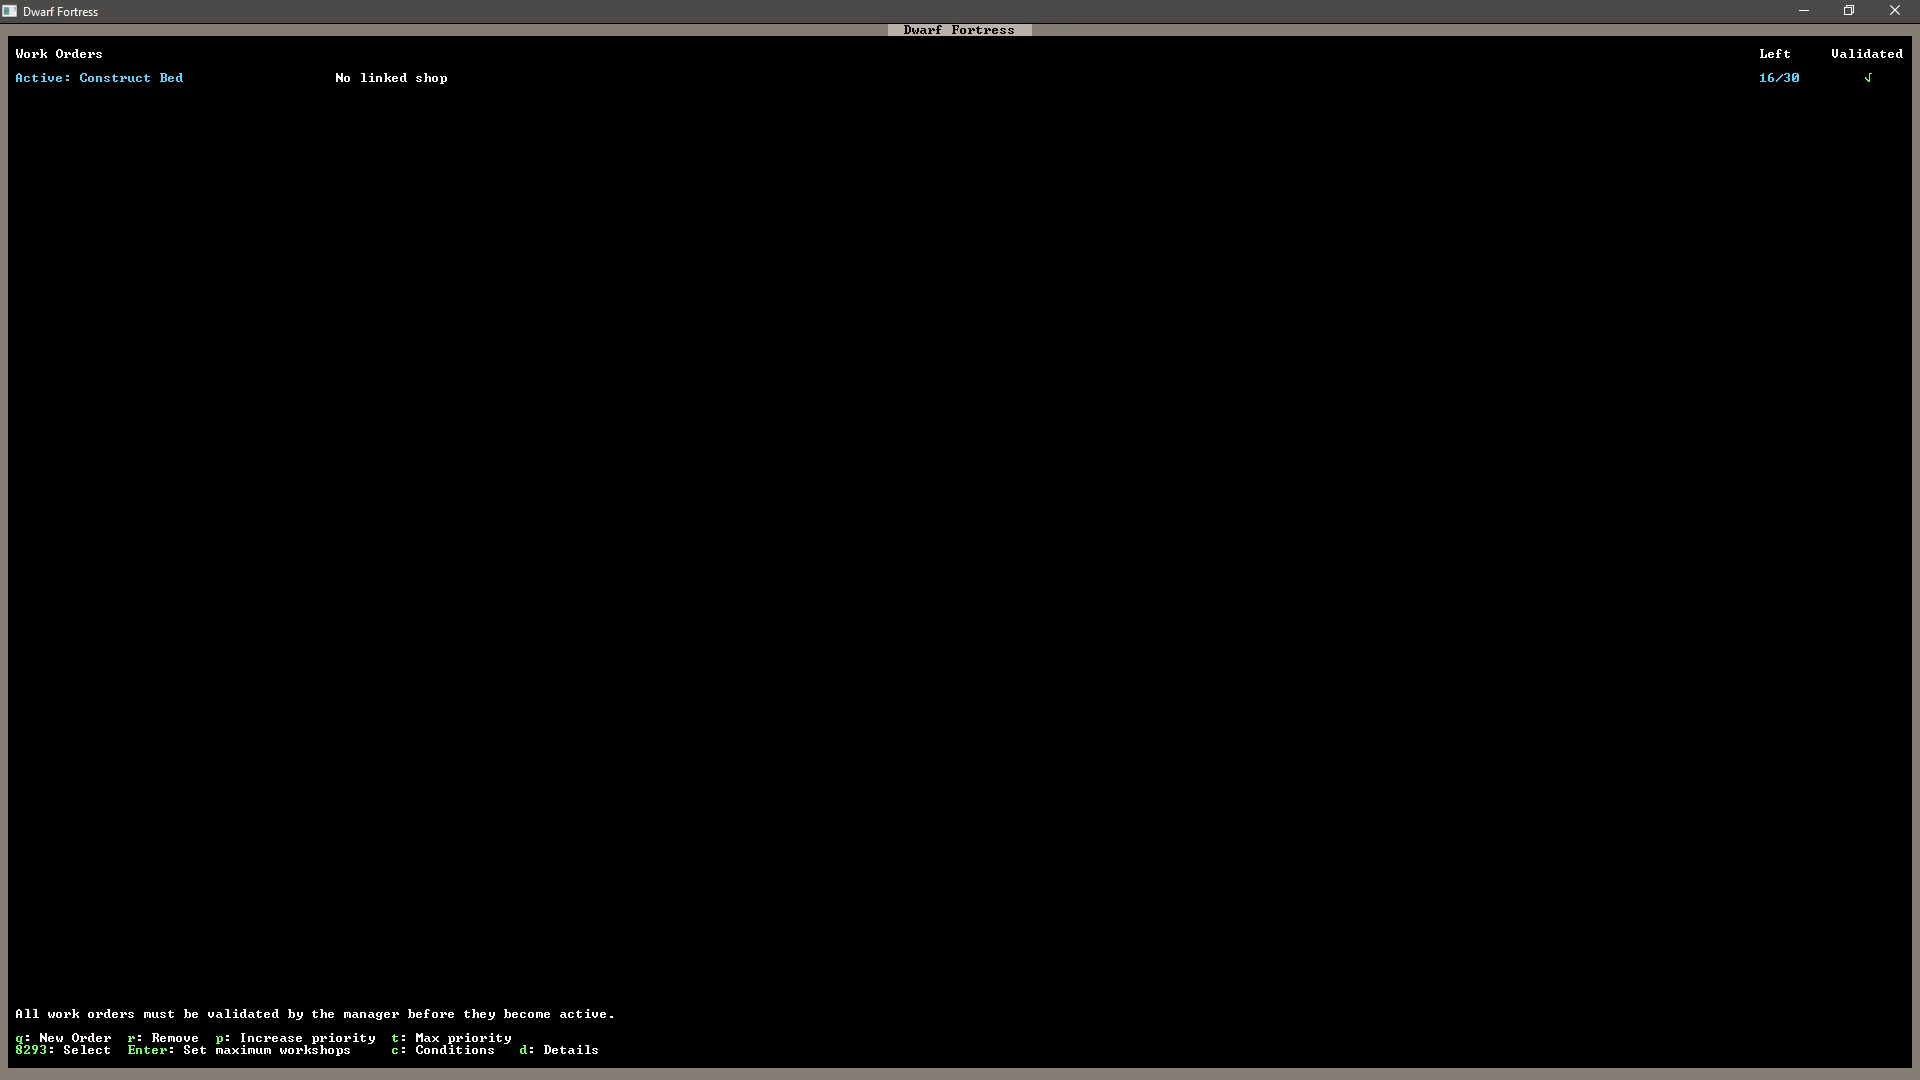 Dwarf Fortress
Dwarf Fortress
Work Orders Left Validated
Active: Construct Bed No linked shop 16/30 √
All work orders must be validated by the manager before they become active.
q: New Order r: Remove p: Increase priority t: Max priority
8293: Select Enter: Set maximum workshops c: Conditions d: Details